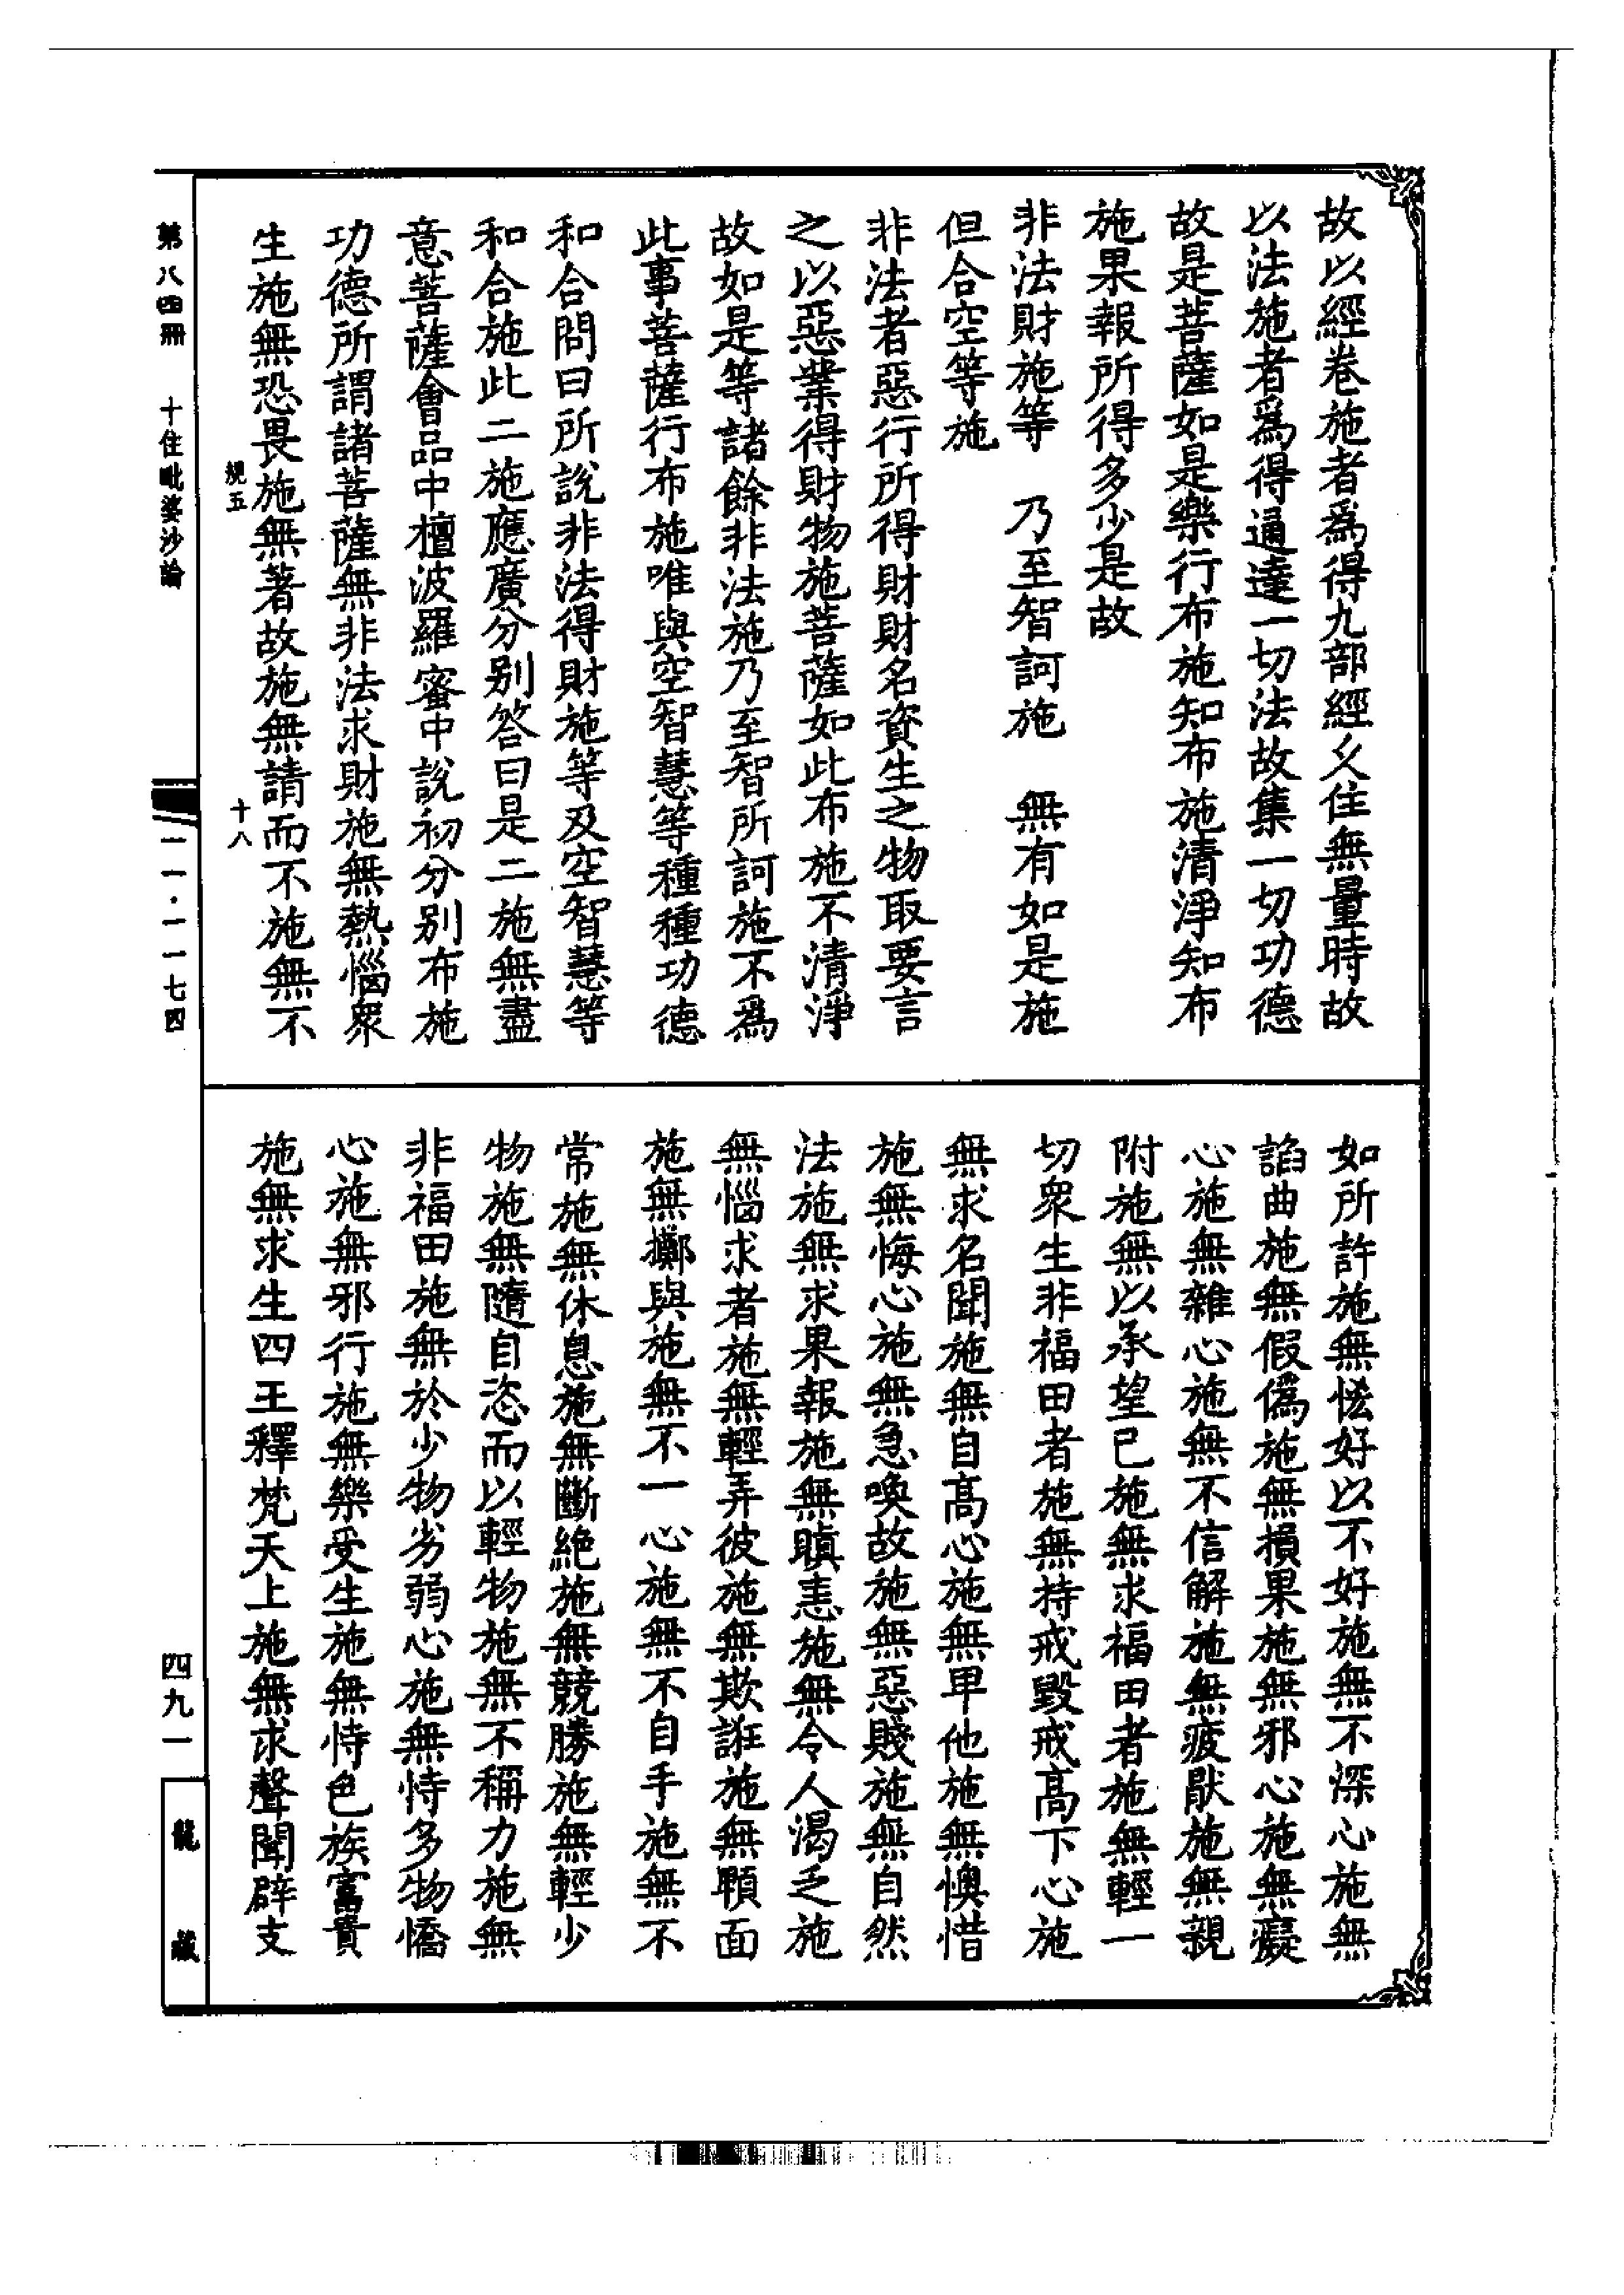 故以經卷施者爲得九部經久住無量時故
以法施者爲得通達一切法故集一切功德
故是菩薩如是樂行布施知布施清淨知布
施果報所得多少是故
非法財施等　乃至智訶施　無有如是施
但合空等施
非法者惡行所得財財名資生之物取要言
之以惡業得財物施菩薩如此布施不清淨
故如是等諸餘非法施乃至智所訶施不爲
此事菩薩行布施唯與空智慧等種種功德
和合問曰所說非法得財施等及空智慧等
和合施此二施應廣分别答曰是二施無盡
意菩薩會品中檀波羅蜜中說初分别布施
功德所謂諸菩薩無非法求財施無熱惱衆
生施無恐畏施無著故施無請而不施無不
規五　十八
如所許施無恡好以不好施無不深心施無
諂曲施無假僞施無損果施無邪心施無癡
心施無雜心施無不信解施無疲猒施無親
附施無以承望已施無求福田者施無輕一
切衆生非福田者施無持戒毀戒高下心施
無求名聞施無自高心施無卑他施無懊惜
施無悔心施無急喚故施無惡賤施無自然
法施無求果報施無瞋恚施無令人渴乏施
無惱求者施無輕弄彼施無欺誑施無顊面
施無擲與施無不一心施無不自手施無不
常施無休息施無斷絶施無競勝施無輕少
物施無隨自恣而以輕物施無不稱力施無
非福田施無於少物劣弱心施無恃多物憍
心施無邪行施無樂受生施無恃色族富貴
施無求生四王釋梵天上施無求聲聞辟支
第八四册　十住毗婆沙論
一一·一一七四
四九一
龍藏